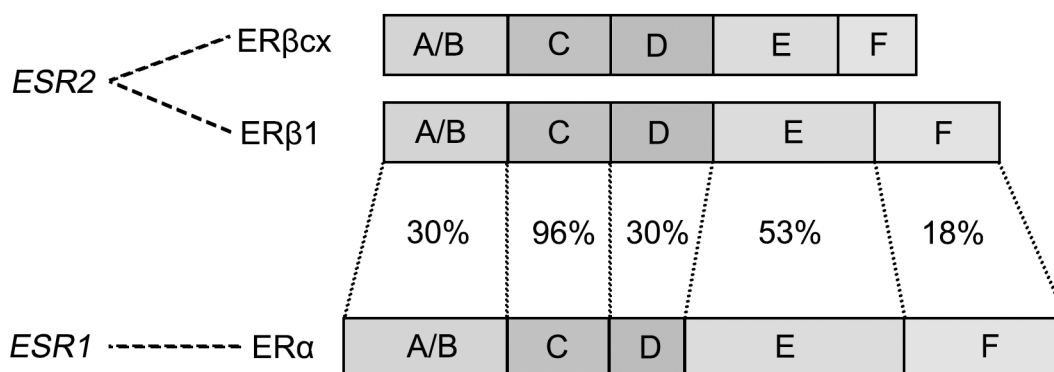 ERβcx A/B C D E F
ESR2
ERβ1 A/B C D E F
30% 96% 30% 53% 18%
ESR1 ERα A/B C D E F